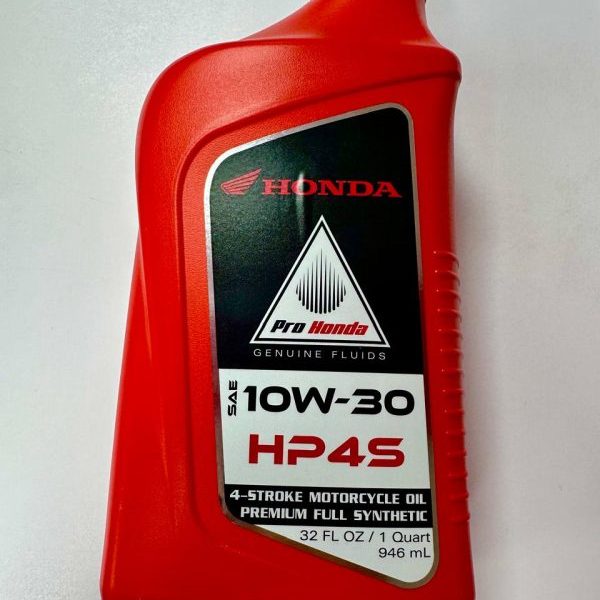 HONDA
Pro Honda
GENUINE FLUIDS
SAE 10W-30
HP4S
4-STROKE MOTORCYCLE OIL
PREMIUM FULL SYNTHETIC
32 FL OZ / 1 Quart
946 mL